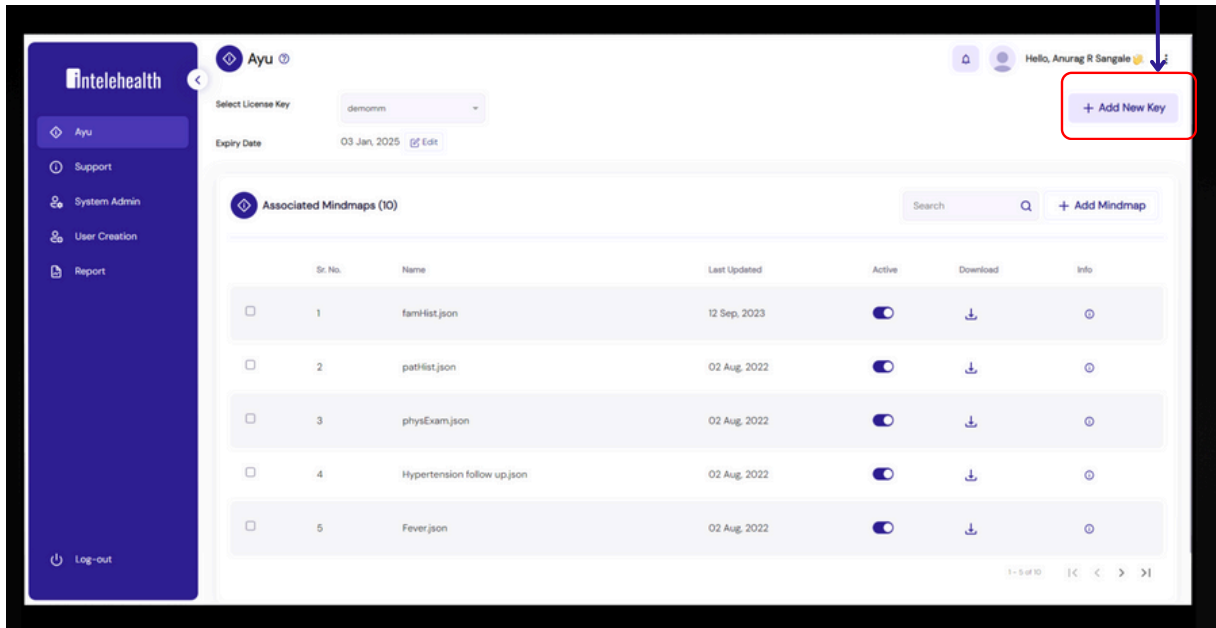 intelehealth
Ayu
Support
System Admin
User Creation
Report
Log-out
Ayu
Hello, Anurag R Sangale
Select License Key
demomm
+ Add New Key
Expiry Date
03 Jan, 2025
Edit
Associated Mindmaps (10)
Search
+ Add Mindmap
Sr. No. Name Last Updated Active Download Info
1 famHist.json 12 Sep, 2023
2 patHist.json 02 Aug, 2022
3 physExam.json 02 Aug, 2022
4 Hypertension follow up.json 02 Aug, 2022
5 Fever.json 02 Aug, 2022
1 - 5 of 10